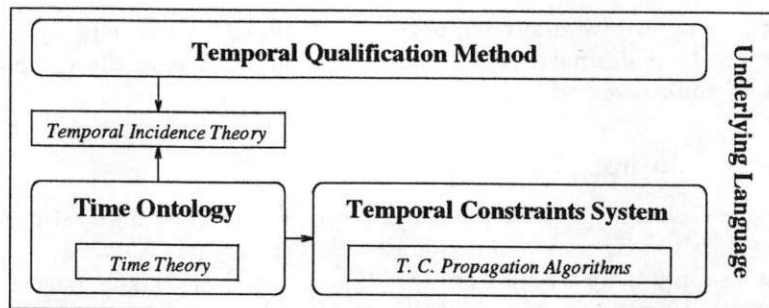 Temporal Qualification Method
Temporal Incidence Theory
Time Ontology
Time Theory
Temporal Constraints System
T. C. Propagation Algorithms
Underlying Language